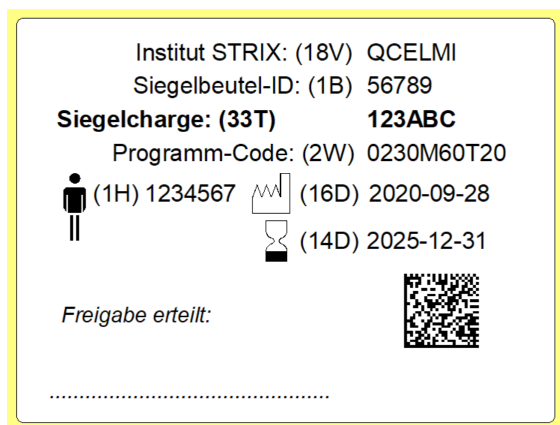 Institut STRIX: (18V) QCELMI
Siegelbeutel-ID: (1B) 56789
Siegelcharge: (33T) 123ABC
Programm-Code: (2W) 0230M60T20
(1H) 1234567 (16D) 2020-09-28
(14D) 2025-12-31
Freigabe erteilt:
...............................................